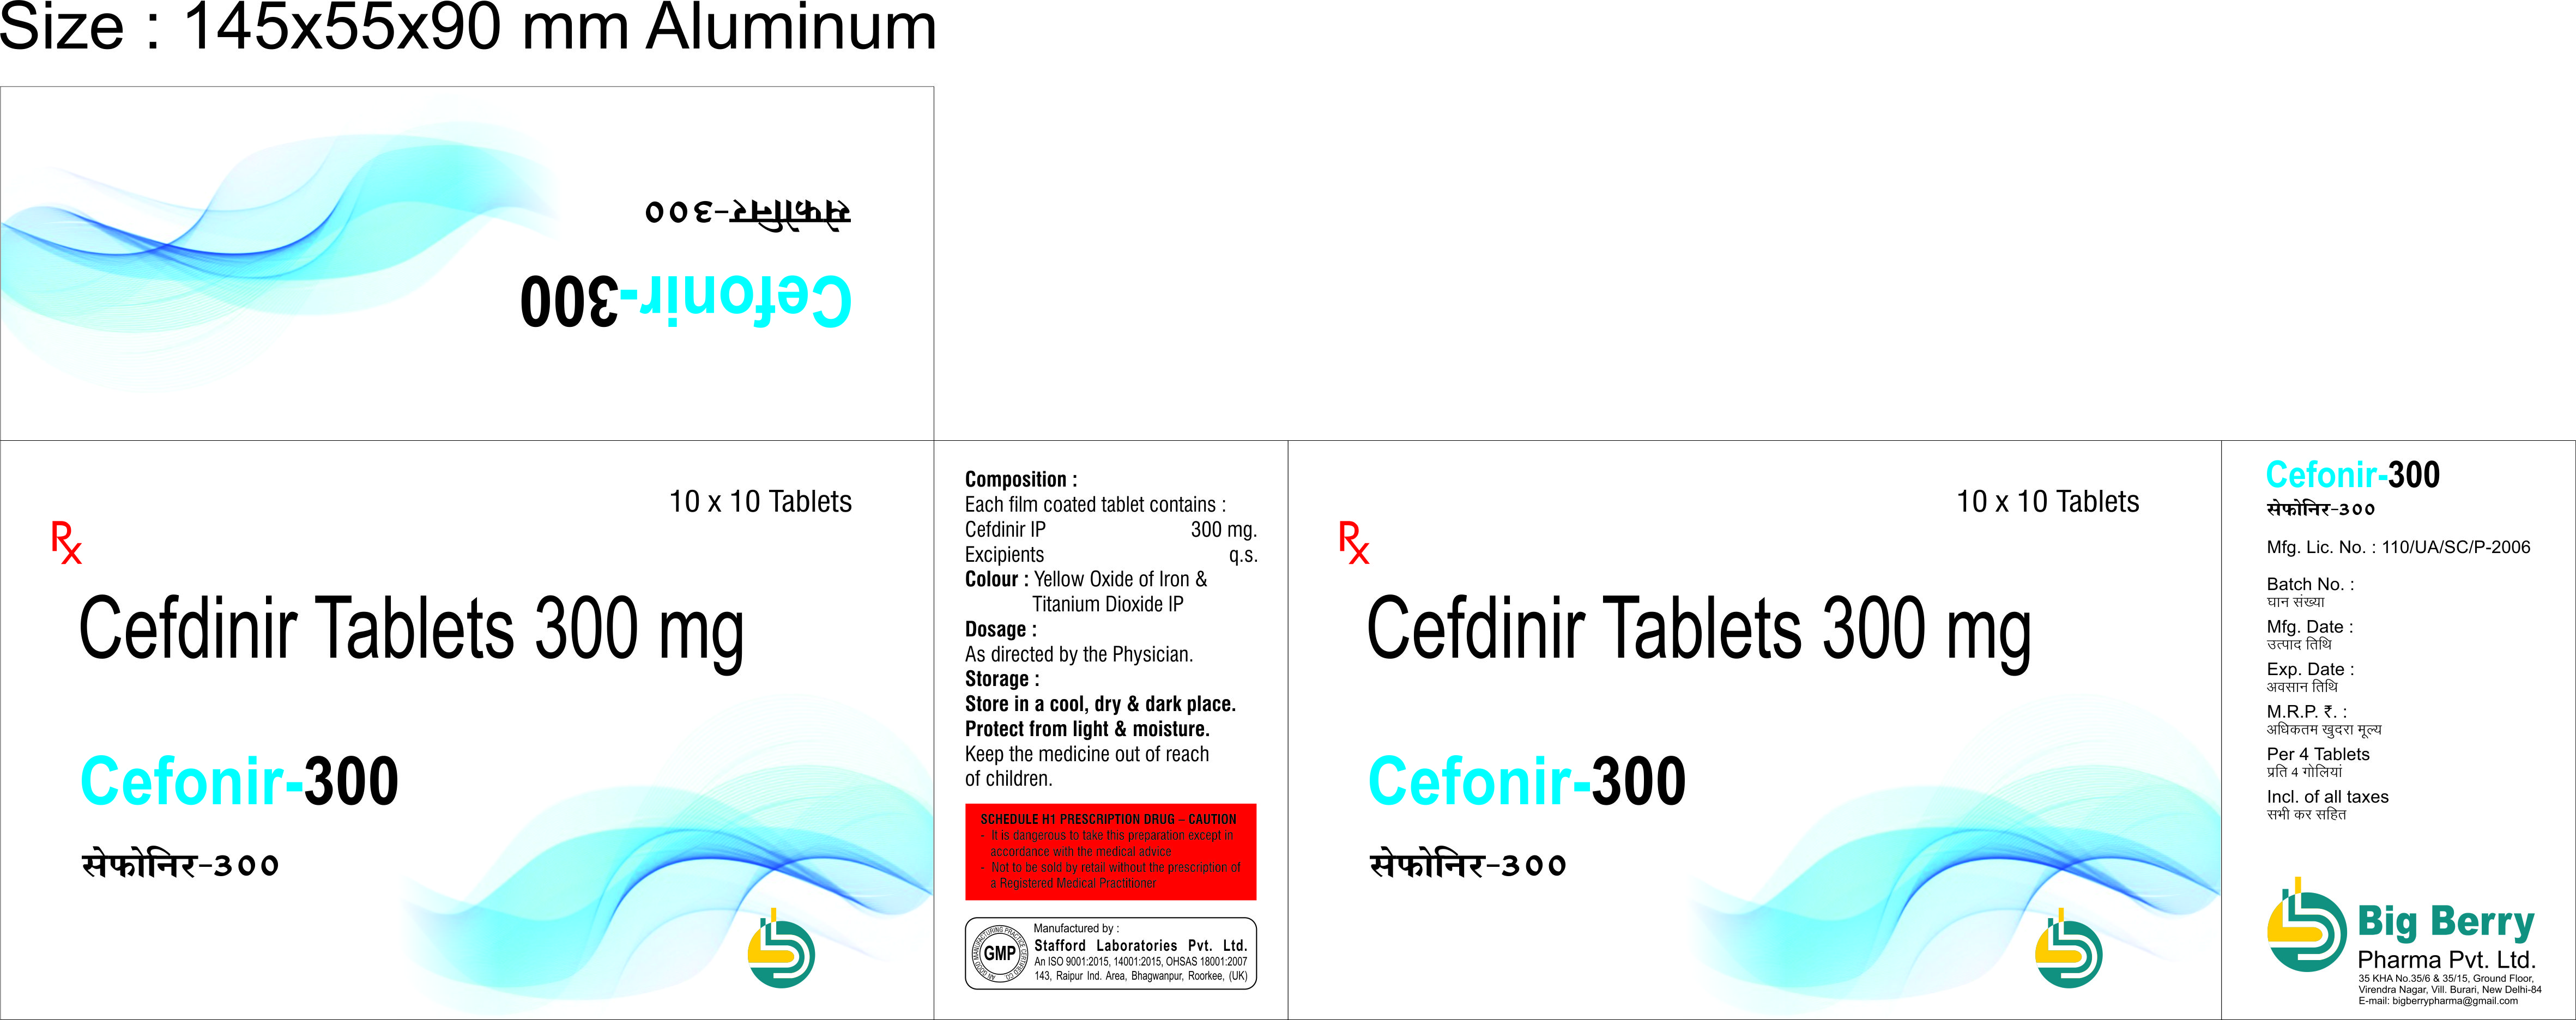 Size : 145x55x90 mm Aluminum
सेफोनिर-३००
Cefonir-300
10 x 10 Tablets
Rx
Cefdinir Tablets 300 mg
Cefonir-300
सेफोनिर-३००
Composition :
Each film coated tablet contains :
Cefdinir IP 300 mg.
Excipients q.s.
Colour : Yellow Oxide of Iron &
Titanium Dioxide IP
Dosage :
As directed by the Physician.
Storage :
Store in a cool, dry & dark place.
Protect from light & moisture.
Keep the medicine out of reach
of children.
SCHEDULE H1 PRESCRIPTION DRUG – CAUTION
- It is dangerous to take this preparation except in
accordance with the medical advice
- Not to be sold by retail without the prescription of
a Registered Medical Practitioner
AN GOOD MANUFACTURING PRACTICE CERTIFIED CO.
GMP
Manufactured by :
Stafford Laboratories Pvt. Ltd.
An ISO 9001:2015, 14001:2015, OHSAS 18001:2007
143, Raipur Ind. Area, Bhagwanpur, Roorkee, (UK)
10 x 10 Tablets
Rx
Cefdinir Tablets 300 mg
Cefonir-300
सेफोनिर-३००
Cefonir-300
सेफोनिर-३००
Mfg. Lic. No. : 110/UA/SC/P-2006
Batch No. :
घान संख्या
Mfg. Date :
उत्पाद तिथि
Exp. Date :
अवसान तिथि
M.R.P. ₹. :
अधिकतम खुदरा मूल्य
Per 4 Tablets
प्रति 4 गोलियां
Incl. of all taxes
सभी कर सहित
Big Berry
Pharma Pvt. Ltd.
35 KHA No.35/6 & 35/15, Ground Floor,
Virendra Nagar, Vill. Burari, New Delhi-84
E-mail: bigberrypharma@gmail.com